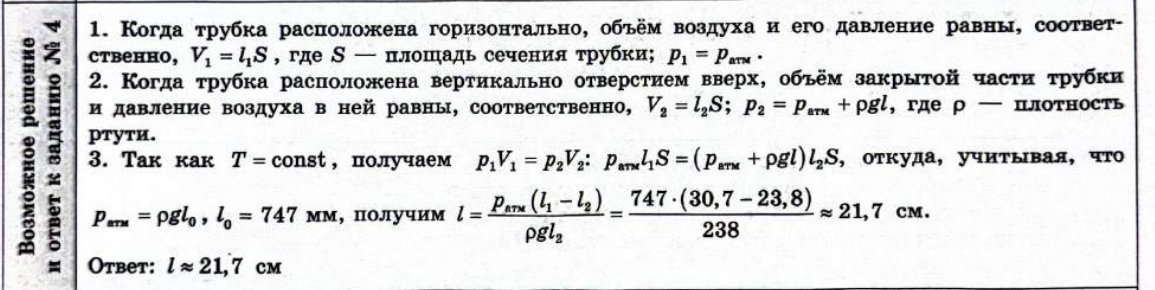 Возможное решение
и ответ к заданию № 4
1. Когда трубка расположена горизонтально, объём воздуха и его давление равны, соответ-
ственно, V₁ = l₁S , где S — площадь сечения трубки; p₁ = pатм .
2. Когда трубка расположена вертикально отверстием вверх, объём закрытой части трубки
и давление воздуха в ней равны, соответственно, V₂ = l₂S; p₂ = pатм + ρgl, где ρ — плотность
ртути.
3. Так как T = const , получаем p₁V₁ = p₂V₂: pатмl₁S = (pатм + ρgl)l₂S, откуда, учитывая, что
pатм = ρgl₀ , l₀ = 747 мм, получим l = pатм (l₁ – l₂) / ρgl₂ = 747 · (30,7 – 23,8) / 238 ≈ 21,7 см.
Ответ: l ≈ 21,7 см